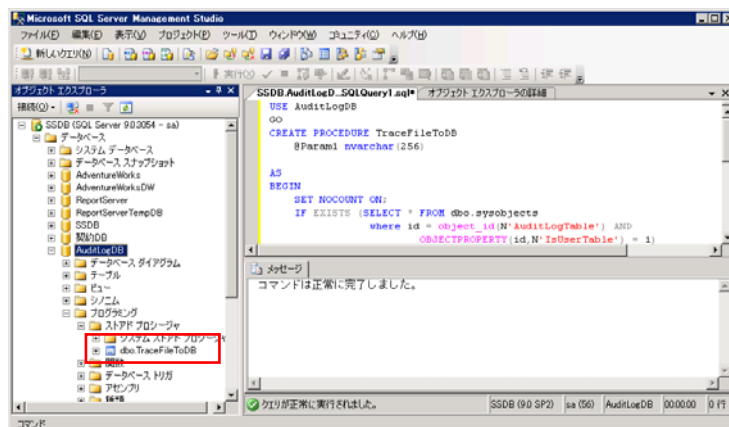 Microsoft SQL Server Management Studio
ファイル(F) 編集(E) 表示(V) プロジェクト(P) ツール(T) ウィンドウ(W) コミュニティ(C) ヘルプ(H)
新しいクエリ(N)
実行(X)
オブジェクト エクスプローラ
接続(O)
SSDB (SQL Server 9.0.3054 - sa)
データベース
システム データベース
データベース スナップショット
AdventureWorks
AdventureWorksDW
ReportServer
ReportServerTempDB
SSDB
契約DB
AuditLogDB
データベース ダイアグラム
テーブル
ビュー
シノニム
プログラミング
ストアド プロシージャ
システム ストアド プロシージャ
dbo.TraceFileToDB
関数
データベース トリガ
アセンブリ
種類
SSDB.AuditLogD...SQLQuery1.sql* オブジェクト エクスプローラの詳細
USE AuditLogDB
GO
CREATE PROCEDURE TraceFileToDB
@Param1 nvarchar(256)
AS
BEGIN
SET NOCOUNT ON;
IF EXISTS (SELECT * FROM dbo.sysobjects
where id = object_id(N'AuditLogTable') AND
OBJECTPROPERTY(id,N'IsUserTable') = 1)
メッセージ
コマンドは正常に完了しました。
クエリが正常に実行されました。 SSDB (9.0 SP2) sa (56) AuditLogDB 00:00:00 0 行
コマンド